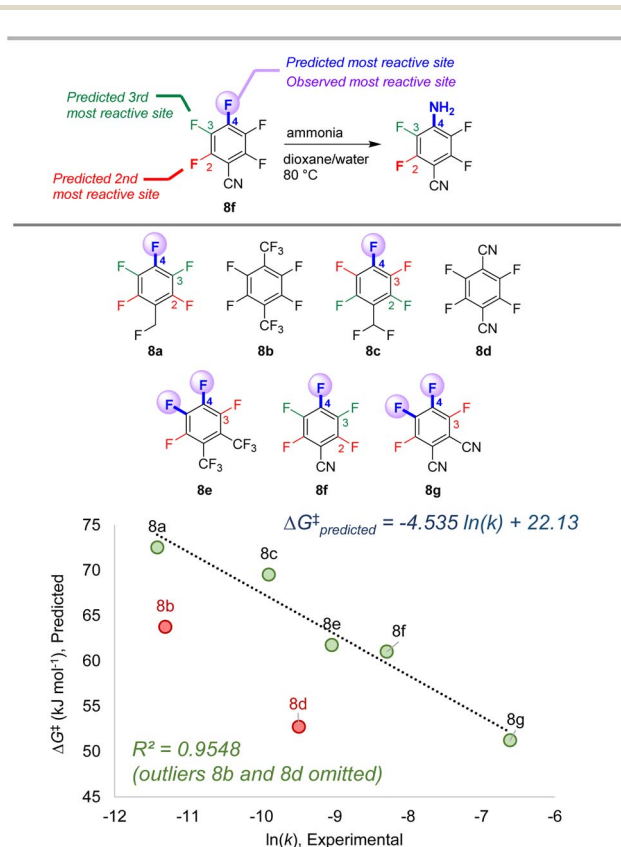 Predicted most reactive site
Observed most reactive site
Predicted 3rd
most reactive site
Predicted 2nd
most reactive site
F
F 3 4 F
F 2 F
CN
8f
ammonia
dioxane/water
80 °C
NH2
F 3 4 F
F 2 F
CN
F
F 4 F
3
F 2 F
F
8a
CF3
F F
F F
CF3
8b
F
F 4 F
3
F 2 F
F F
8c
CN
F F
F F
CN
8d
F
F 4 F
3
F CF3
CF3
8e
F
F 4 F
3
F 2 F
CN
8f
F
F 4 F
3
F CN
CN
8g
ΔG‡predicted = -4.535 ln(k) + 22.13
ΔG‡ (kJ mol-1), Predicted
75
70
65
60
55
50
45
8a
8b
8c
8d
8e
8f
8g
R² = 0.9548
(outliers 8b and 8d omitted)
-12 -11 -10 -9 -8 -7 -6
ln(k), Experimental